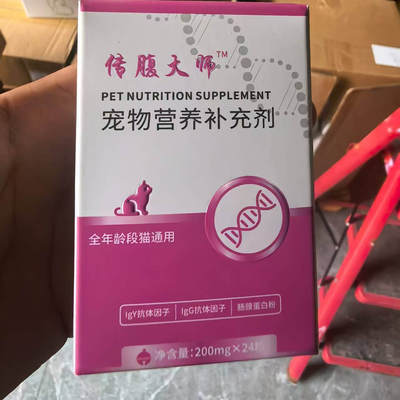 传腹大师™
PET NUTRITION SUPPLEMENT
宠物营养补充剂
全年龄段猫通用
IgY抗体因子 IgG抗体因子 肠膜蛋白粉
净含量:200mg×24